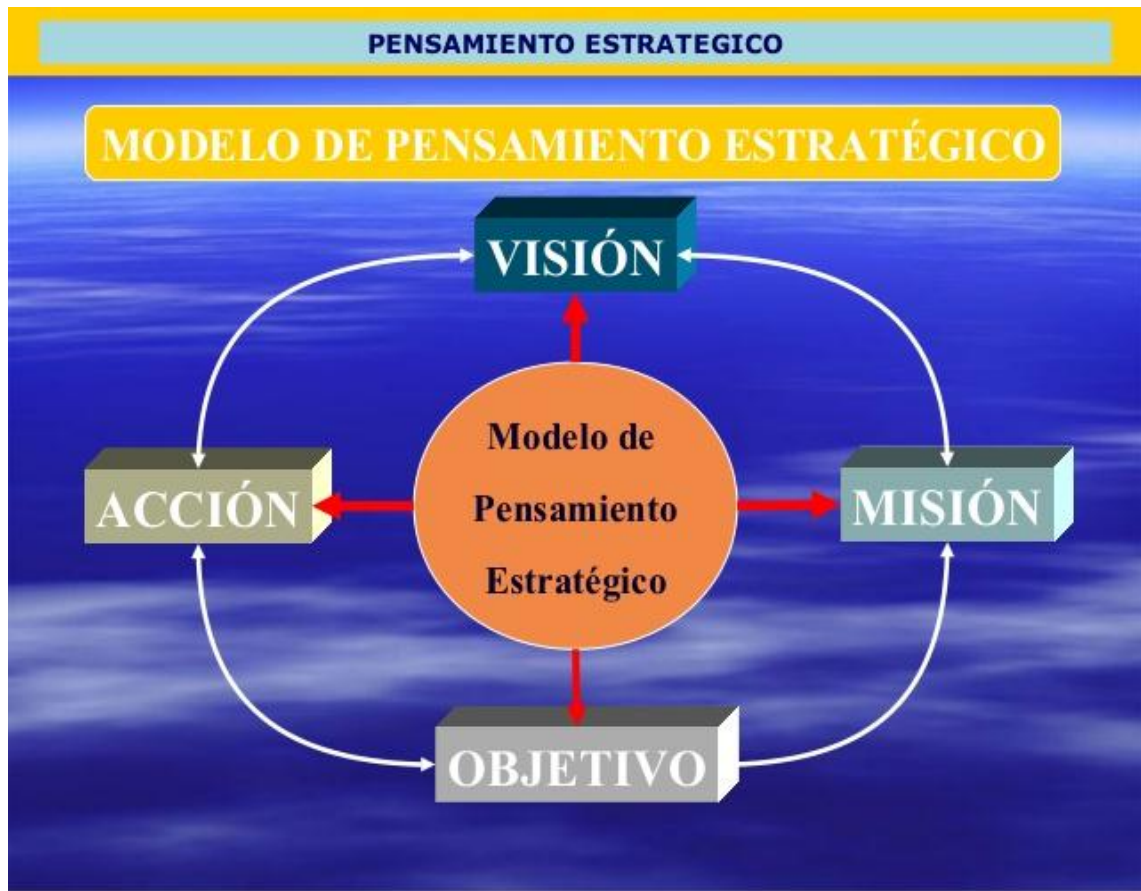 PENSAMIENTO ESTRATEGICO
MODELO DE PENSAMIENTO ESTRATÉGICO
VISIÓN
Modelo de
Pensamiento
Estratégico
ACCIÓN
MISIÓN
OBJETIVO